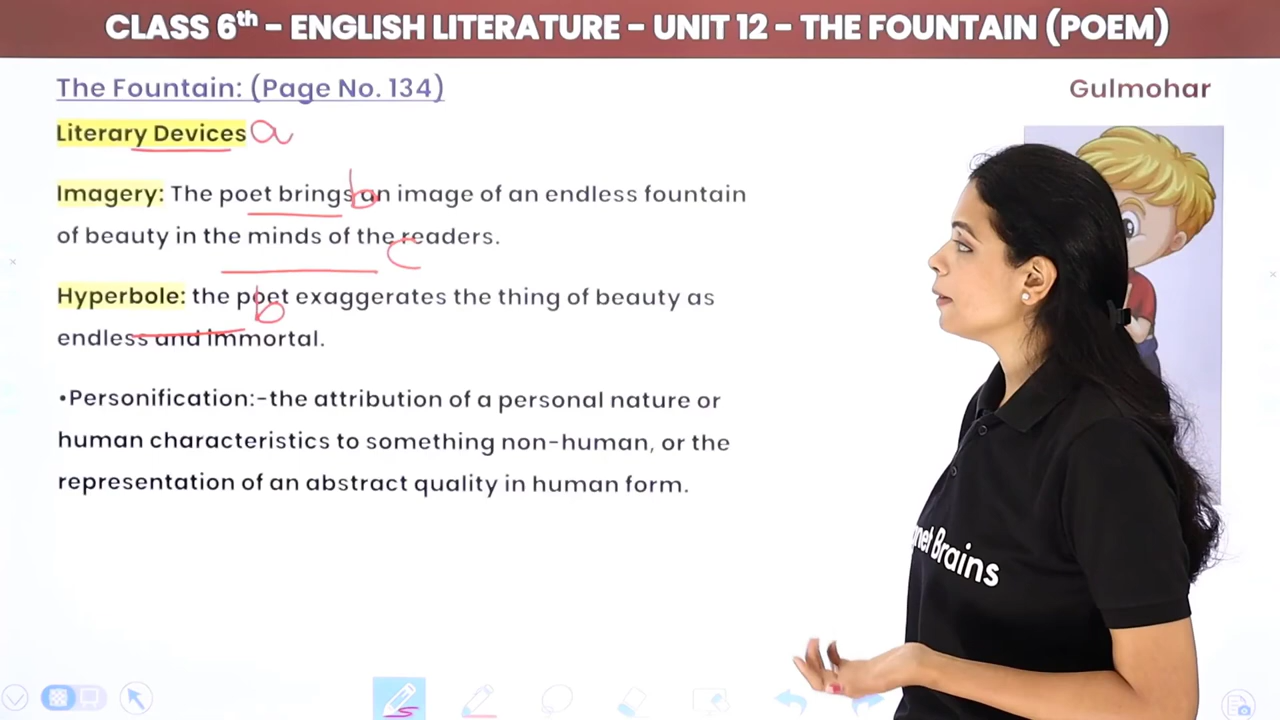 CLASS 6th – ENGLISH LITERATURE – UNIT 12 – THE FOUNTAIN (POEM)
The Fountain: (Page No. 134)
Gulmohar
Literary Devices a
Imagery: The poet brings an image of an endless fountain
b
of beauty in the minds of the readers.
c
Hyperbole: the poet exaggerates the thing of beauty as
b
endless and immortal.
•Personification:-the attribution of a personal nature or
human characteristics to something non-human, or the
representation of an abstract quality in human form.
gnet Brains